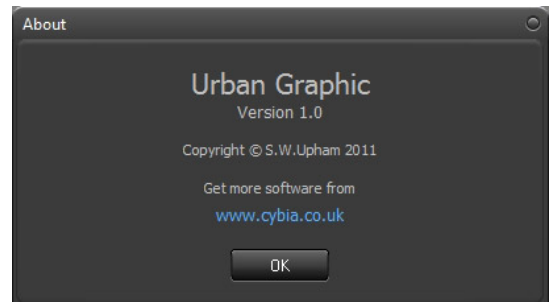 About
Urban Graphic
Version 1.0
Copyright © S.W.Upham 2011
Get more software from
www.cybia.co.uk
OK